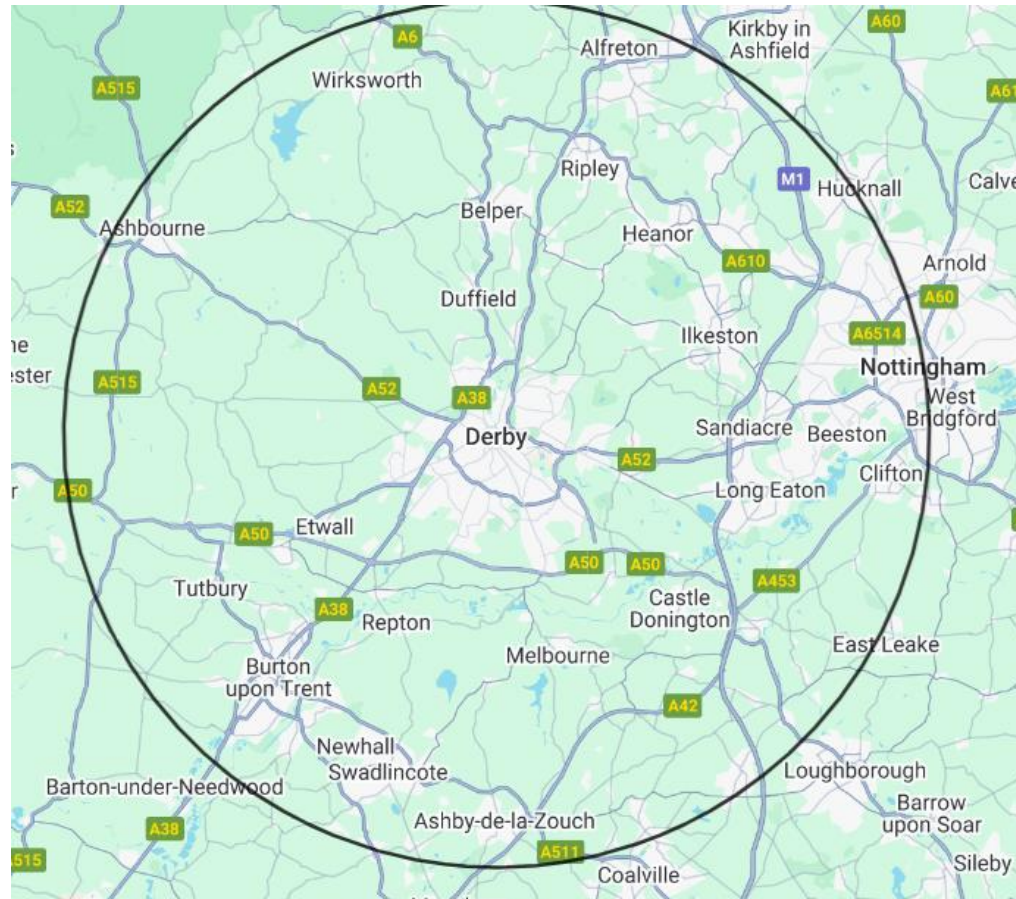 A6
Alfreton
Kirkby in
Ashfield
A60
Wirksworth
A515
A61
Ripley
M1
Hucknall
Calve
A52
Ashbourne
Belper
Heanor
A610
Arnold
Duffield
A60
Ilkeston
A6514
ester
A515
A52
A38
Nottingham
West
Bridgford
Derby
Sandiacre
Beeston
A52
Clifton
A50
Long Eaton
Etwall
A50
A50
A50
Tutbury
A453
A38
Repton
Castle
Donington
East Leake
Burton
upon Trent
Melbourne
A42
Newhall
Swadlincote
Loughborough
Barton-under-Needwood
Barrow
upon Soar
A38
Ashby-de-la-Zouch
A511
A515
Coalville
Sileby